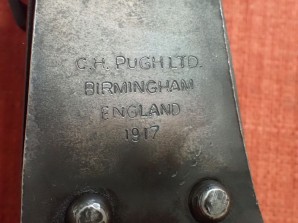 C.H. PUGH LTD.
BIRMINGHAM
ENGLAND
1917